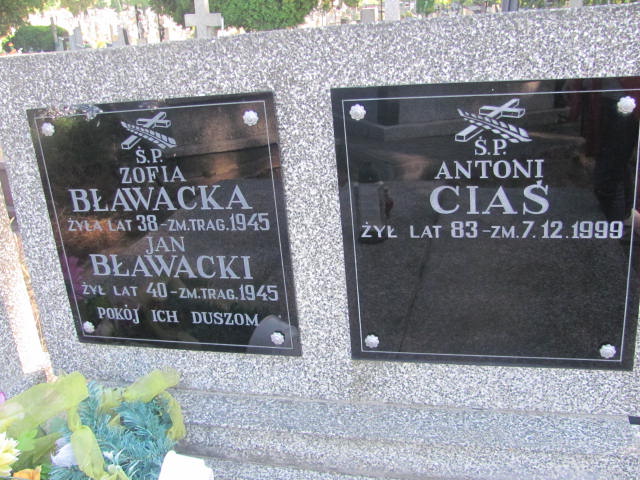 Ś.P.
ZOFIA
BŁAWACKA
ŻYŁA LAT 38-ZM.TRAG.1945
JAN
BŁAWACKI
ŻYŁ LAT 40-ZM.TRAG.1945
POKÓJ ICH DUSZOM
Ś.P.
ANTONI
CIAŚ
ŻYŁ LAT 83-ZM.7.12.1999